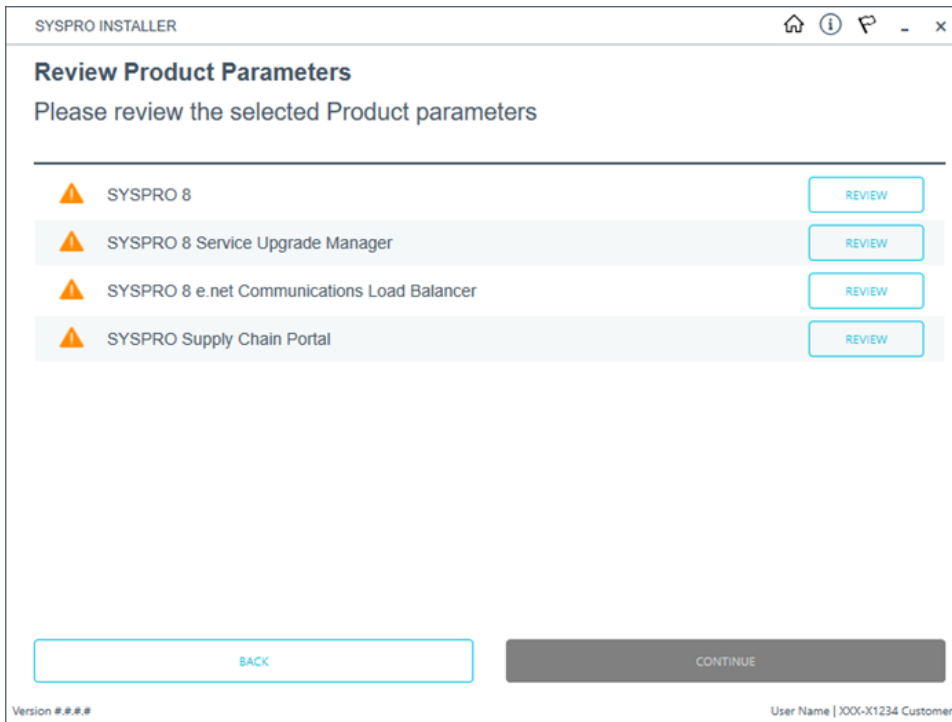 SYSPRO INSTALLER
Review Product Parameters
Please review the selected Product parameters
SYSPRO 8 REVIEW
SYSPRO 8 Service Upgrade Manager REVIEW
SYSPRO 8 e.net Communications Load Balancer REVIEW
SYSPRO Supply Chain Portal REVIEW
BACK CONTINUE
Version #.#.#.# User Name | XXX-X1234 Customer